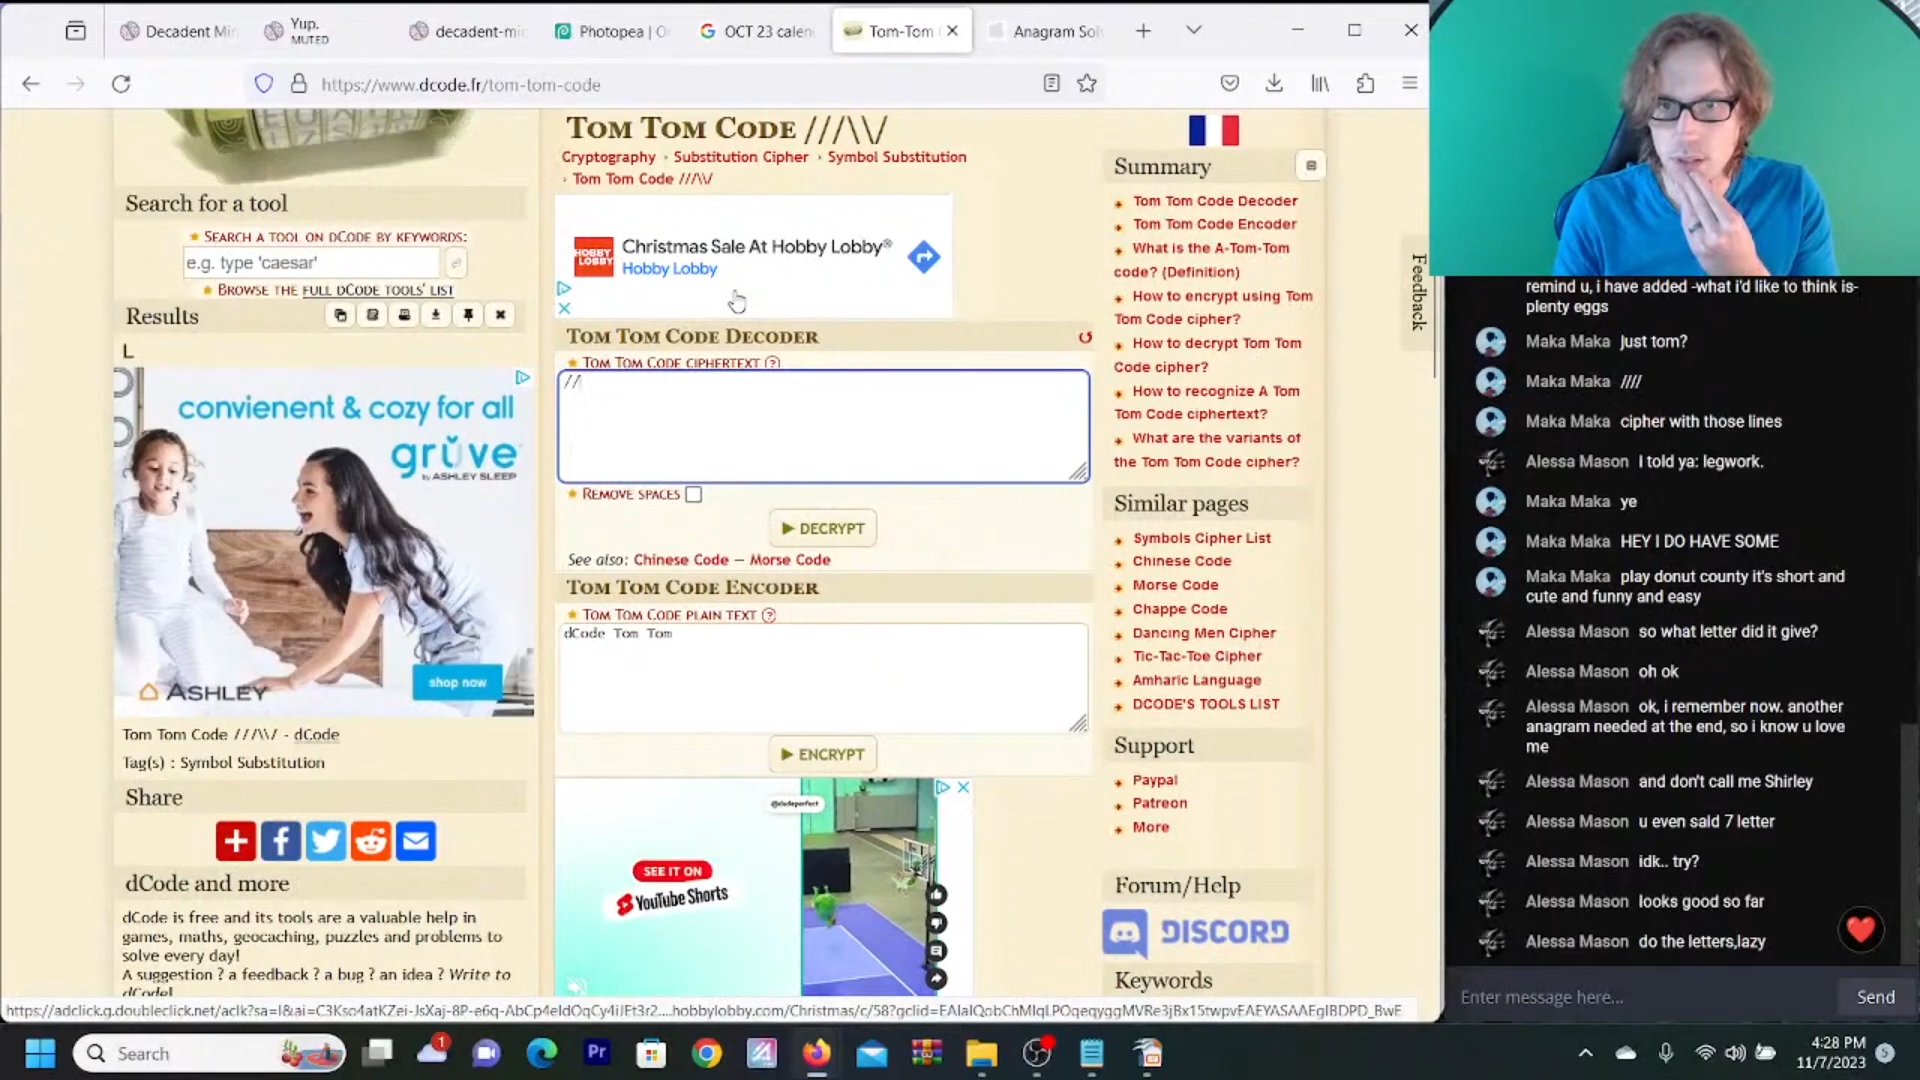 Decadent Mi
Yup.
MUTED
decadent-mi
Photopea | O
OCT 23 calen
Tom-Tom
Anagram Sol
https://www.dcode.fr/tom-tom-code
Search for a tool
SEARCH A TOOL ON DCODE BY KEYWORDS:
e.g. type 'caesar'
BROWSE THE FULL DCODE TOOLS' LIST
Results
L
convienent & cozy for all
grüve
by ASHLEY SLEEP
ASHLEY
shop now
Tom Tom Code ///\\/ - dCode
Tag(s) : Symbol Substitution
Share
dCode and more
dCode is free and its tools are a valuable help in
games, maths, geocaching, puzzles and problems to
solve every day!
A suggestion ? a feedback ? a bug ? an idea ? Write to
dCode!
TOM TOM CODE ///\\/
Cryptography › Substitution Cipher › Symbol Substitution
› Tom Tom Code ///\\/
HOBBY LOBBY
Christmas Sale At Hobby Lobby®
Hobby Lobby
TOM TOM CODE DECODER
TOM TOM CODE CIPHERTEXT
//
REMOVE SPACES
DECRYPT
See also: Chinese Code — Morse Code
TOM TOM CODE ENCODER
TOM TOM CODE PLAIN TEXT
dCode Tom Tom
ENCRYPT
@dudeperfect
SEE IT ON
YouTube Shorts
Summary
Tom Tom Code Decoder
Tom Tom Code Encoder
What is the A-Tom-Tom
code? (Definition)
How to encrypt using Tom
Tom Code cipher?
How to decrypt Tom Tom
Code cipher?
How to recognize A Tom
Tom Code ciphertext?
What are the variants of
the Tom Tom Code cipher?
Similar pages
Symbols Cipher List
Chinese Code
Morse Code
Chappe Code
Dancing Men Cipher
Tic-Tac-Toe Cipher
Amharic Language
DCODE'S TOOLS LIST
Support
Paypal
Patreon
More
Forum/Help
DISCORD
Keywords
Feedback
remind u, i have added -what i'd like to think is-
plenty eggs
Maka Maka just tom?
Maka Maka ////
Maka Maka cipher with those lines
Alessa Mason I told ya: legwork.
Maka Maka ye
Maka Maka HEY I DO HAVE SOME
Maka Maka play donut county it's short and
cute and funny and easy
Alessa Mason so what letter did it give?
Alessa Mason oh ok
Alessa Mason ok, i remember now. another
anagram needed at the end, so i know u love
me
Alessa Mason and don't call me Shirley
Alessa Mason u even said 7 letter
Alessa Mason idk.. try?
Alessa Mason looks good so far
Alessa Mason do the letters,lazy
Enter message here...
Send
Search
1
Pr
4:28 PM
11/7/2023
5